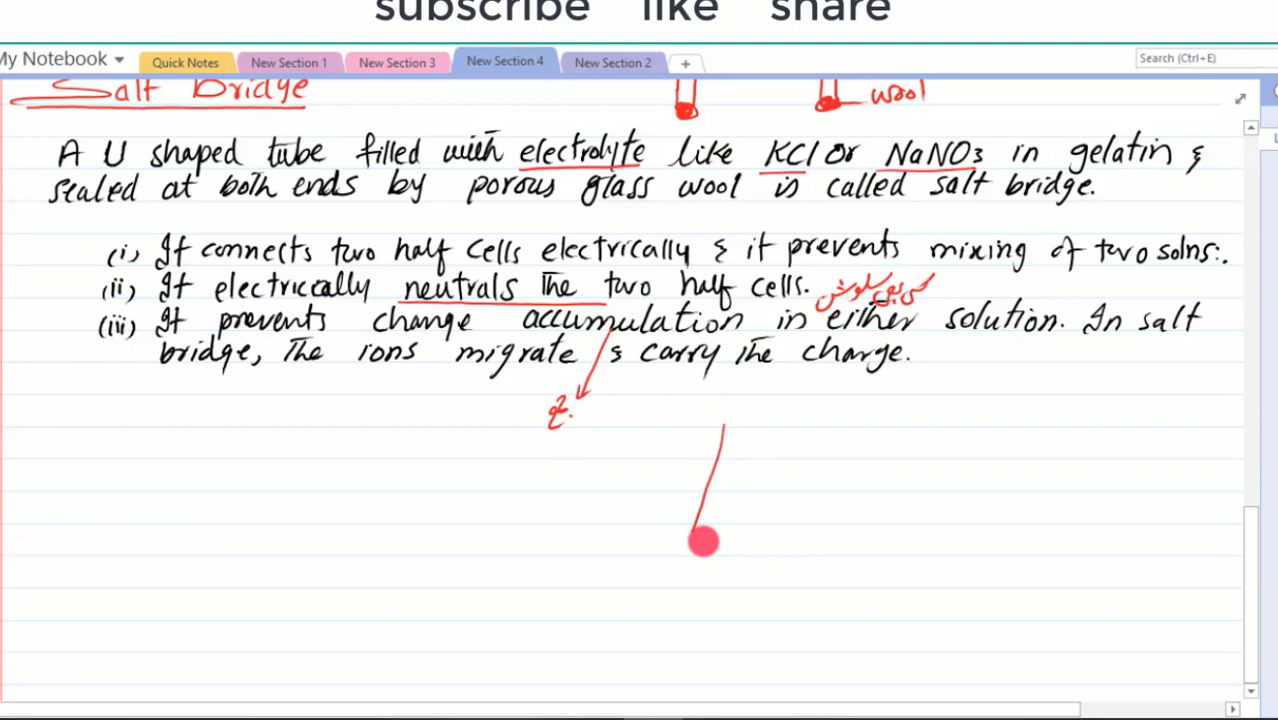 subscribe like share
My Notebook
Quick Notes
New Section 1
New Section 3
New Section 4
New Section 2
Search (Ctrl+E)
Salt Bridge
wool
A U shaped tube filled with electrolyte like KCl or NaNO3 in gelatin &
sealed at both ends by porous glass wool is called salt bridge.
(i) It connects two half cells electrically & it prevents mixing of two solns:.
(ii) It electrically neutrals the two half cells.
کسی بھی سلوشن
(iii) It prevents change accumulation in either solution. In salt
bridge, the ions migrate & carry the charge.